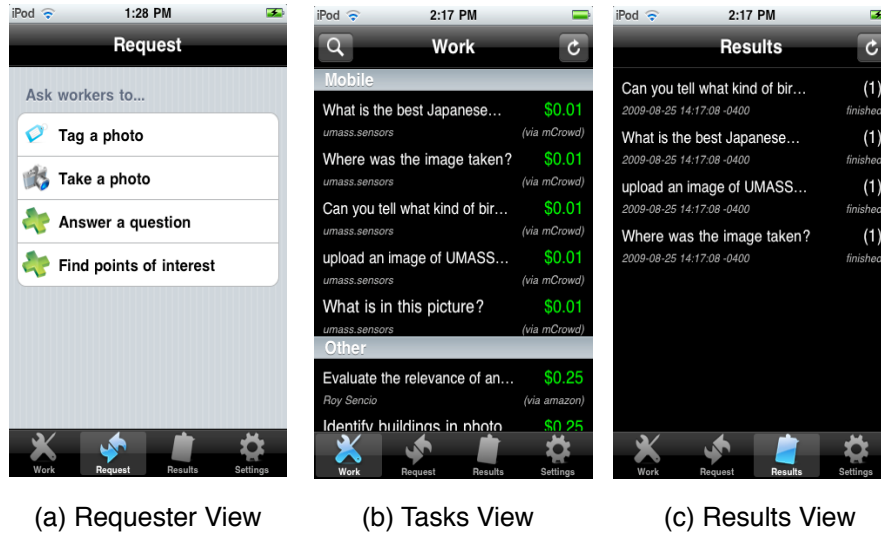 iPod 1:28 PM
Request
Ask workers to...
Tag a photo
Take a photo
Answer a question
Find points of interest
Work Request Results Settings
(a) Requester View
iPod 2:17 PM
Work
Mobile
What is the best Japanese... $0.01
umass.sensors (via mCrowd)
Where was the image taken? $0.01
umass.sensors (via mCrowd)
Can you tell what kind of bir... $0.01
umass.sensors (via mCrowd)
upload an image of UMASS... $0.01
umass.sensors (via mCrowd)
What is in this picture? $0.01
umass.sensors (via mCrowd)
Other
Evaluate the relevance of an... $0.25
Roy Sencio (via amazon)
Identify buildings in photo $0.25
Work Request Results Settings
(b) Tasks View
iPod 2:17 PM
Results
Can you tell what kind of bir... (1)
2009-08-25 14:17:08 -0400 finished
What is the best Japanese... (1)
2009-08-25 14:17:08 -0400 finished
upload an image of UMASS... (1)
2009-08-25 14:17:08 -0400 finished
Where was the image taken? (1)
2009-08-25 14:17:08 -0400 finished
Work Request Results Settings
(c) Results View